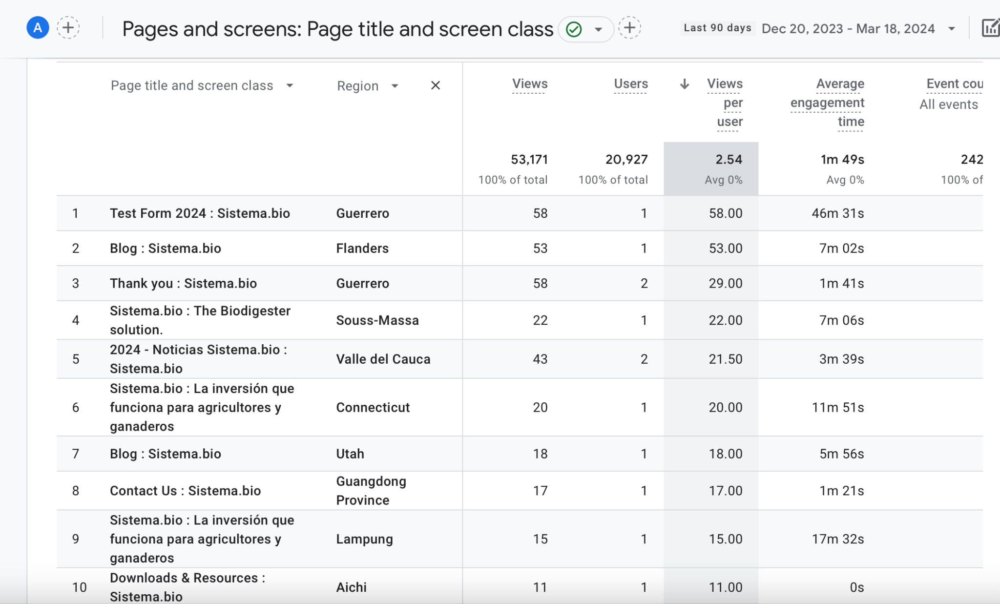 A
Pages and screens: Page title and screen class
Last 90 days Dec 20, 2023 - Mar 18, 2024
Page title and screen class Region Views Users Views per user Average engagement time Event cou
All events
53,171 20,927 2.54 1m 49s 242
100% of total 100% of total Avg 0% Avg 0% 100% of
1 Test Form 2024 : Sistema.bio Guerrero 58 1 58.00 46m 31s
2 Blog : Sistema.bio Flanders 53 1 53.00 7m 02s
3 Thank you : Sistema.bio Guerrero 58 2 29.00 1m 41s
4 Sistema.bio : The Biodigester
solution. Souss-Massa 22 1 22.00 7m 06s
5 2024 - Noticias Sistema.bio :
Sistema.bio Valle del Cauca 43 2 21.50 3m 39s
6 Sistema.bio : La inversión que
funciona para agricultores y
ganaderos Connecticut 20 1 20.00 11m 51s
7 Blog : Sistema.bio Utah 18 1 18.00 5m 56s
8 Contact Us : Sistema.bio Guangdong
Province 17 1 17.00 1m 21s
9 Sistema.bio : La inversión que
funciona para agricultores y
ganaderos Lampung 15 1 15.00 17m 32s
10 Downloads & Resources :
Sistema.bio Aichi 11 1 11.00 0s